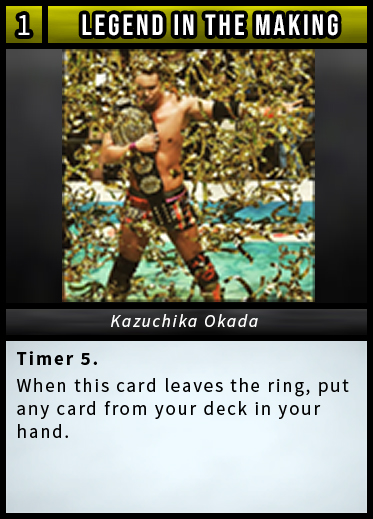 1
LEGEND IN THE MAKING
Kazuchika Okada
Timer 5.
When this card leaves the ring, put
any card from your deck in your
hand.